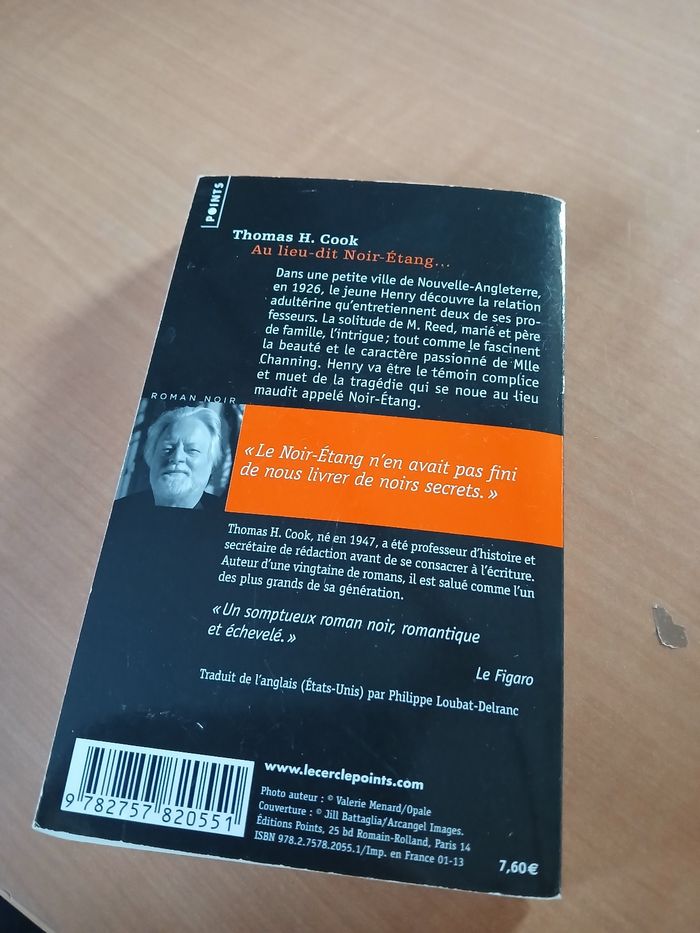 POINTS
Thomas H. Cook
Au lieu-dit Noir-Étang...
Dans une petite ville de Nouvelle-Angleterre,
en 1926, le jeune Henry découvre la relation
adultérine qu'entretiennent deux de ses pro-
fesseurs. La solitude de M. Reed, marié et père
de famille, l'intrigue ; tout comme le fascinent
la beauté et le caractère passionné de Mlle
Channing. Henry va être le témoin complice
et muet de la tragédie qui se noue au lieu
maudit appelé Noir-Étang.
ROMAN NOIR
« Le Noir-Étang n'en avait pas fini
de nous livrer de noirs secrets. »
Thomas H. Cook, né en 1947, a été professeur d'histoire et
secrétaire de rédaction avant de se consacrer à l'écriture.
Auteur d'une vingtaine de romans, il est salué comme l'un
des plus grands de sa génération.
« Un somptueux roman noir, romantique
et échevelé. »
Le Figaro
Traduit de l'anglais (États-Unis) par Philippe Loubat-Delranc
www.lecerclepoints.com
Photo auteur : © Valerie Menard/Opale
Couverture : © Jill Battaglia/Arcangel Images.
Éditions Points, 25 bd Romain-Rolland, Paris 14
ISBN 978.2.7578.2055.1/Imp. en France 01-13
7,60€
9 782757 820551